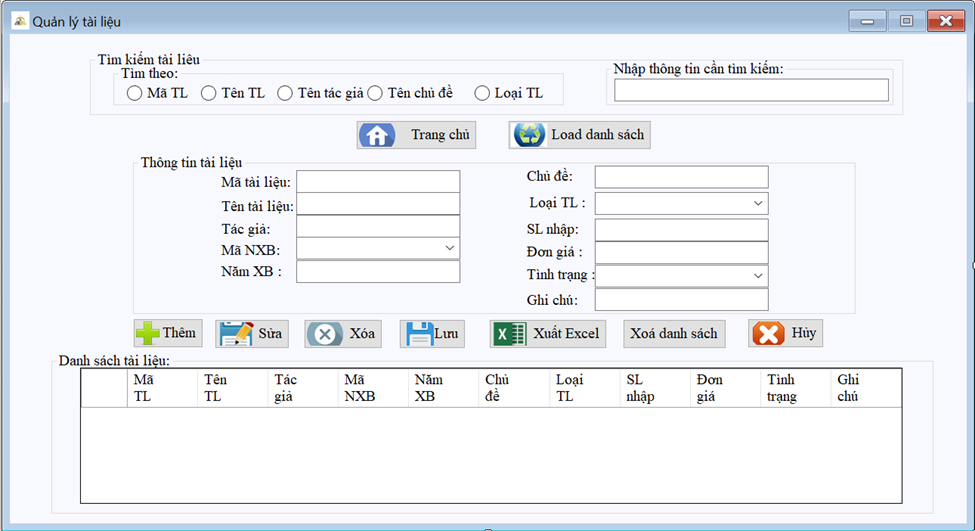 Quản lý tài liệu
Tìm kiếm tài liêu
Tìm theo:
Mã TL Tên TL Tên tác giả Tên chủ đề Loại TL
Nhập thông tin cần tìm kiếm:
Trang chủ Load danh sách
Thông tin tài liệu
Mã tài liệu:
Tên tài liệu:
Tác giả:
Mã NXB:
Năm XB :
Chủ đề:
Loại TL :
SL nhập:
Đơn giá :
Tình trạng :
Ghi chú:
Thêm Sửa Xóa Lưu Xuất Excel Xoá danh sách Hủy
Danh sách tài liệu:
Mã Tên Tác Mã Năm Chủ Loại SL Đơn Tình Ghi
TL TL giả NXB XB đề TL nhập giá trạng chú